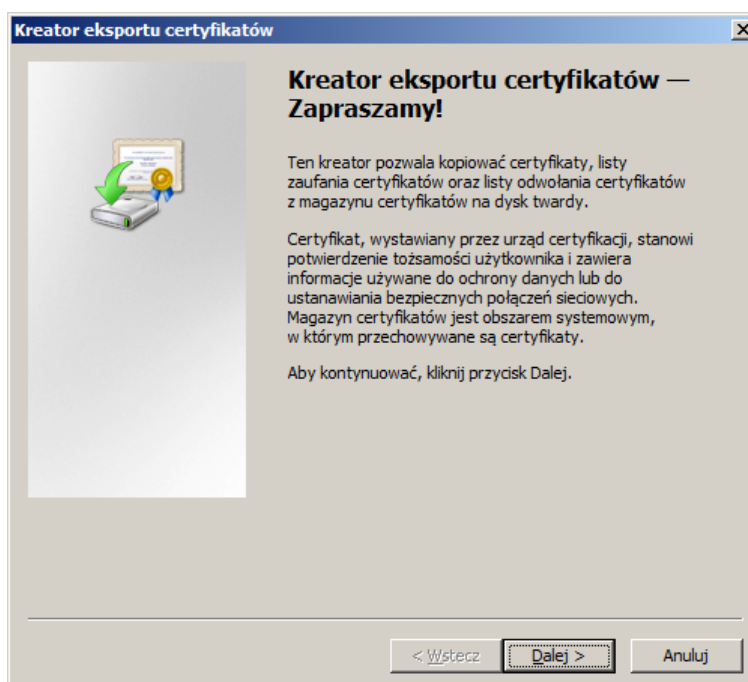 Kreator eksportu certyfikatów
Kreator eksportu certyfikatów —
Zapraszamy!
Ten kreator pozwala kopiować certyfikaty, listy
zaufania certyfikatów oraz listy odwołania certyfikatów
z magazynu certyfikatów na dysk twardy.
Certyfikat, wystawiany przez urząd certyfikacji, stanowi
potwierdzenie tożsamości użytkownika i zawiera
informacje używane do ochrony danych lub do
ustanawiania bezpiecznych połączeń sieciowych.
Magazyn certyfikatów jest obszarem systemowym,
w którym przechowywane są certyfikaty.
Aby kontynuować, kliknij przycisk Dalej.
< Wstecz Dalej > Anuluj